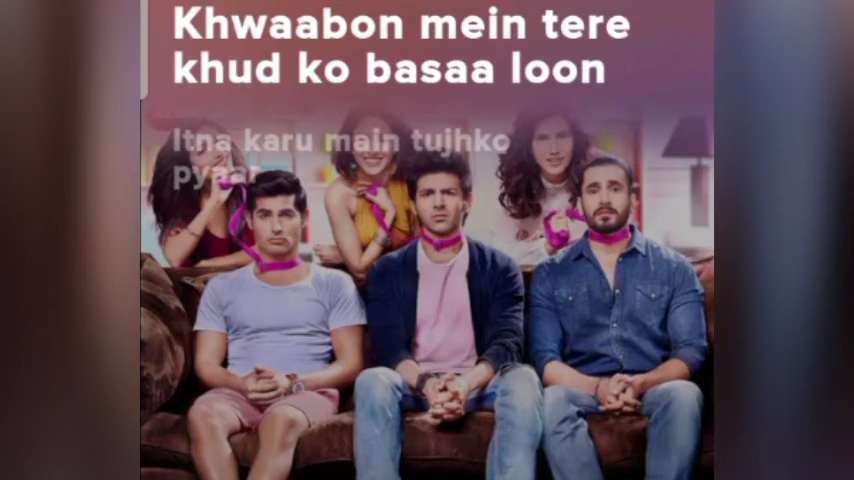 Khwaabon mein tere
khud ko basaa loon
Itna karu main tujhko
pyaar